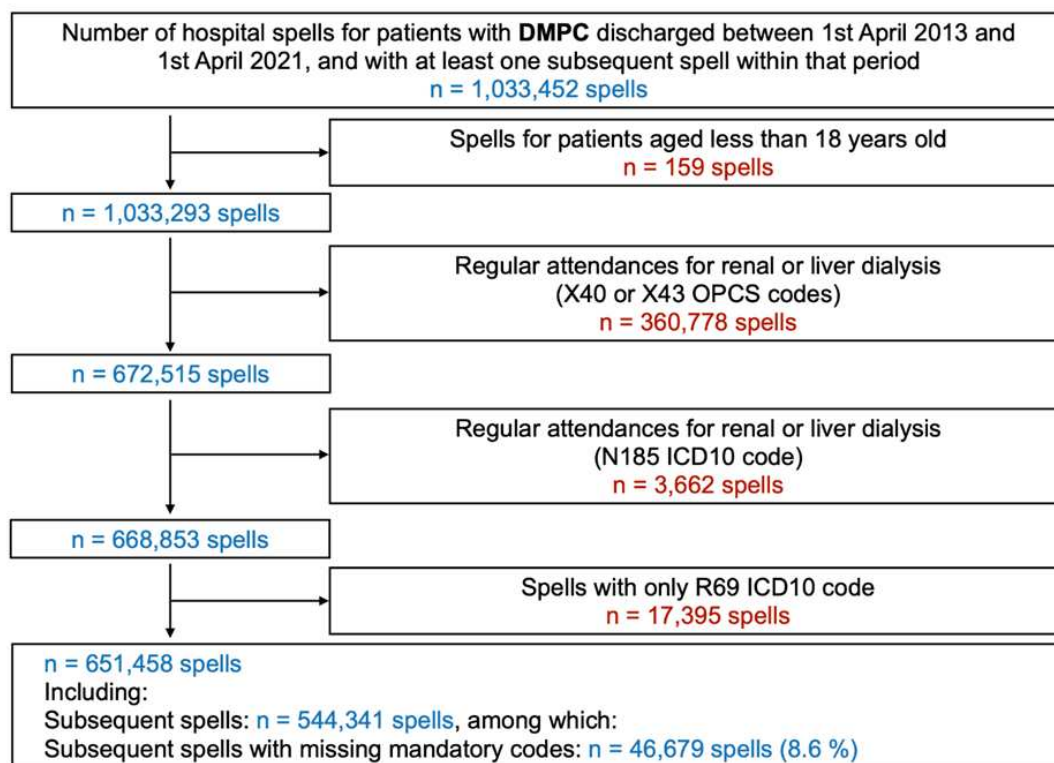 Number of hospital spells for patients with DMPC discharged between 1st April 2013 and
1st April 2021, and with at least one subsequent spell within that period
n = 1,033,452 spells
Spells for patients aged less than 18 years old
n = 159 spells
n = 1,033,293 spells
Regular attendances for renal or liver dialysis
(X40 or X43 OPCS codes)
n = 360,778 spells
n = 672,515 spells
Regular attendances for renal or liver dialysis
(N185 ICD10 code)
n = 3,662 spells
n = 668,853 spells
Spells with only R69 ICD10 code
n = 17,395 spells
n = 651,458 spells
Including:
Subsequent spells: n = 544,341 spells, among which:
Subsequent spells with missing mandatory codes: n = 46,679 spells (8.6 %)